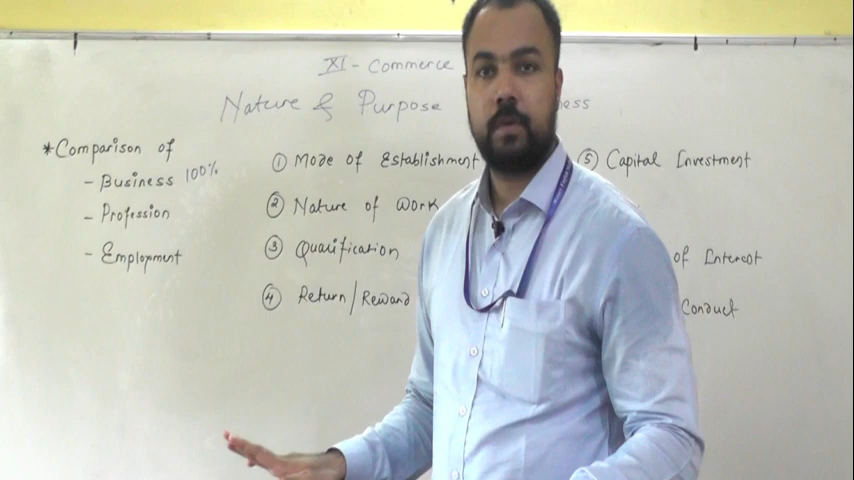 XI - Commerce
Nature & Purpose ness
*Comparison of
- Business 100%
- Profession
- Employment
① Mode of Establishment
② Nature of Work
③ Qualification
④ Return/Reward
⑤ Capital Investment
of Interest
Conduct